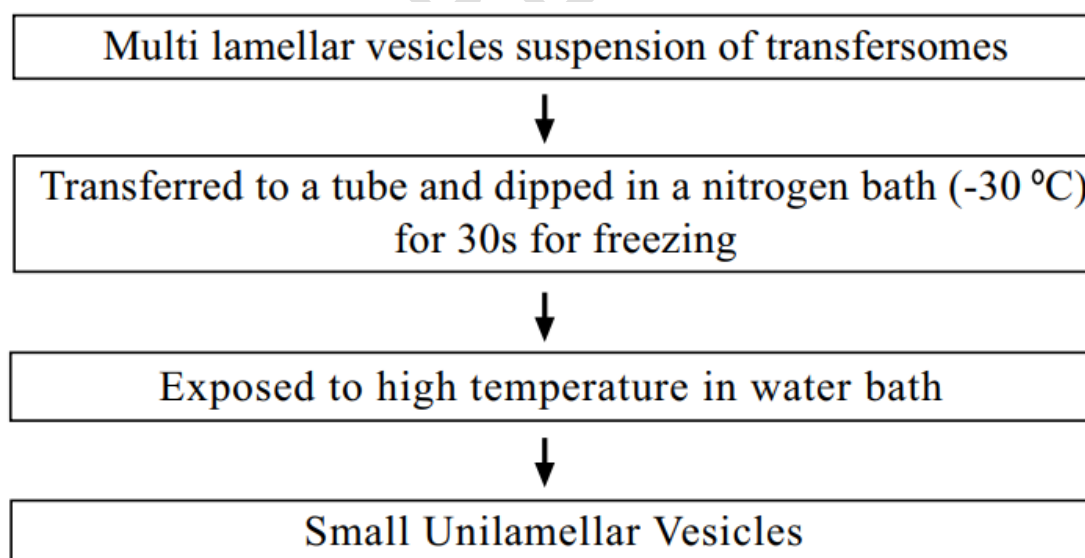 Multi lamellar vesicles suspension of transfersomes
Transferred to a tube and dipped in a nitrogen bath (-30 ⁰C)
for 30s for freezing
Exposed to high temperature in water bath
Small Unilamellar Vesicles